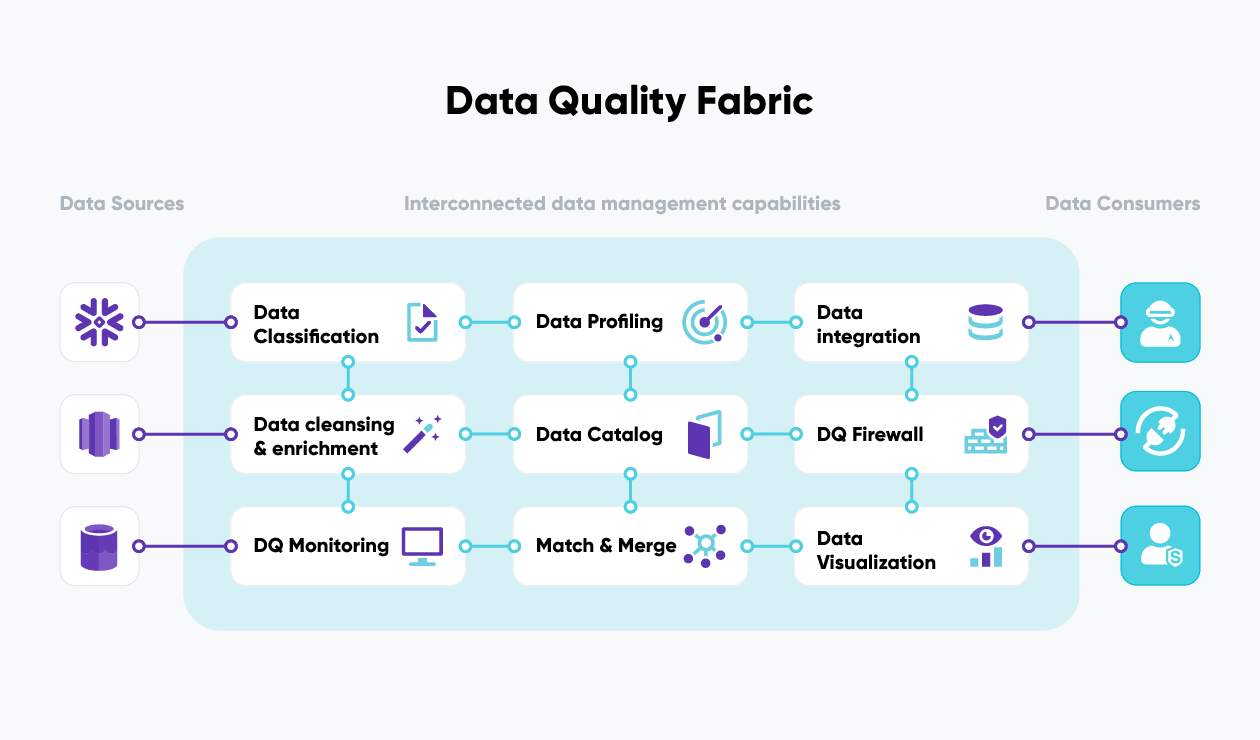 Data Quality Fabric
Data Sources
Interconnected data management capabilities
Data Consumers
Data
Classification
Data Profiling
Data
integration
Data cleansing
& enrichment
Data Catalog
DQ Firewall
DQ Monitoring
Match & Merge
Data
Visualization